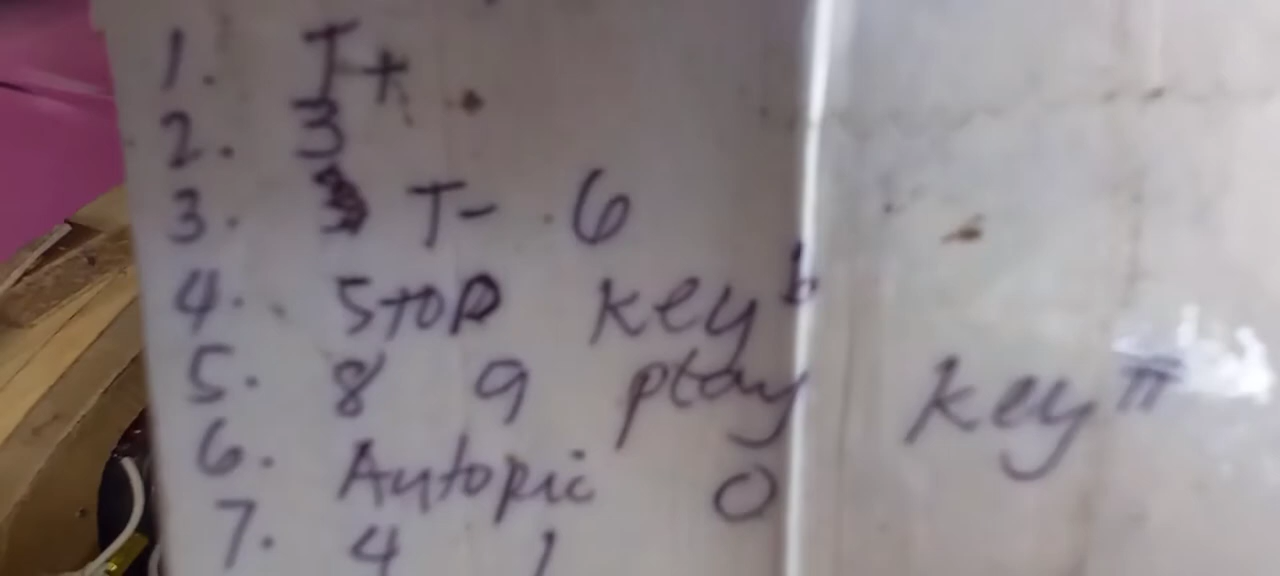 1. T+
2. 3
3. T- 6
4. STOP key b
5. 8 9 play key π
6. Autopic 0
7. 4 1